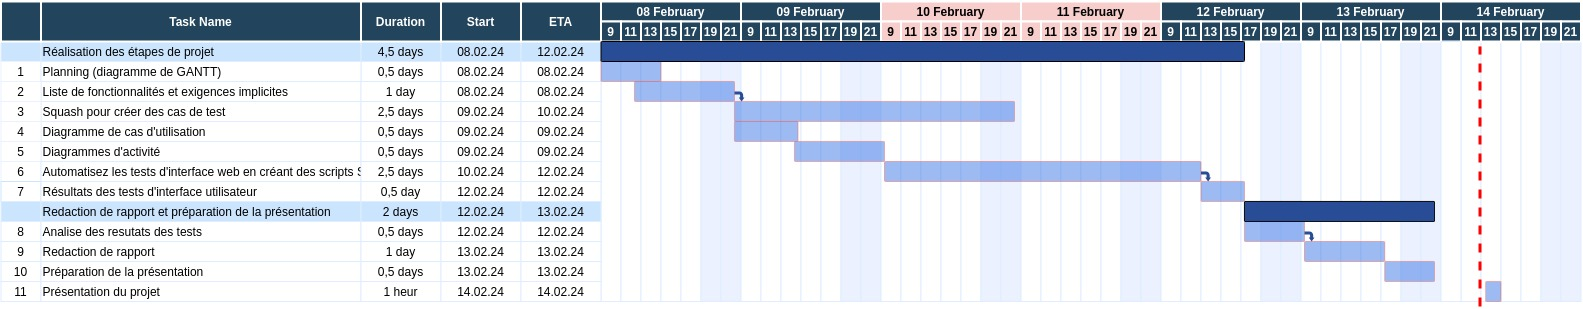 Task Name Duration Start ETA 08 February 09 February 10 February 11 February 12 February 13 February 14 February
9 11 13 15 17 19 21 9 11 13 15 17 19 21 9 11 13 15 17 19 21 9 11 13 15 17 19 21 9 11 13 15 17 19 21 9 11 13 15 17 19 21 9 11 13 15 17 19 21
Réalisation des étapes de projet 4,5 days 08.02.24 12.02.24
1 Planning (diagramme de GANTT) 0,5 days 08.02.24 08.02.24
2 Liste de fonctionnalités et exigences implicites 1 day 08.02.24 08.02.24
3 Squash pour créer des cas de test 2,5 days 09.02.24 10.02.24
4 Diagramme de cas d'utilisation 0,5 days 09.02.24 09.02.24
5 Diagrammes d'activité 0,5 days 09.02.24 09.02.24
6 Automatisez les tests d'interface web en créant des scripts 2,5 days 10.02.24 12.02.24
7 Résultats des tests d'interface utilisateur 0,5 day 12.02.24 12.02.24
Redaction de rapport et préparation de la présentation 2 days 12.02.24 13.02.24
8 Analise des resutats des tests 0,5 days 12.02.24 12.02.24
9 Redaction de rapport 1 day 13.02.24 13.02.24
10 Préparation de la présentation 0,5 days 13.02.24 13.02.24
11 Présentation du projet 1 heur 14.02.24 14.02.24